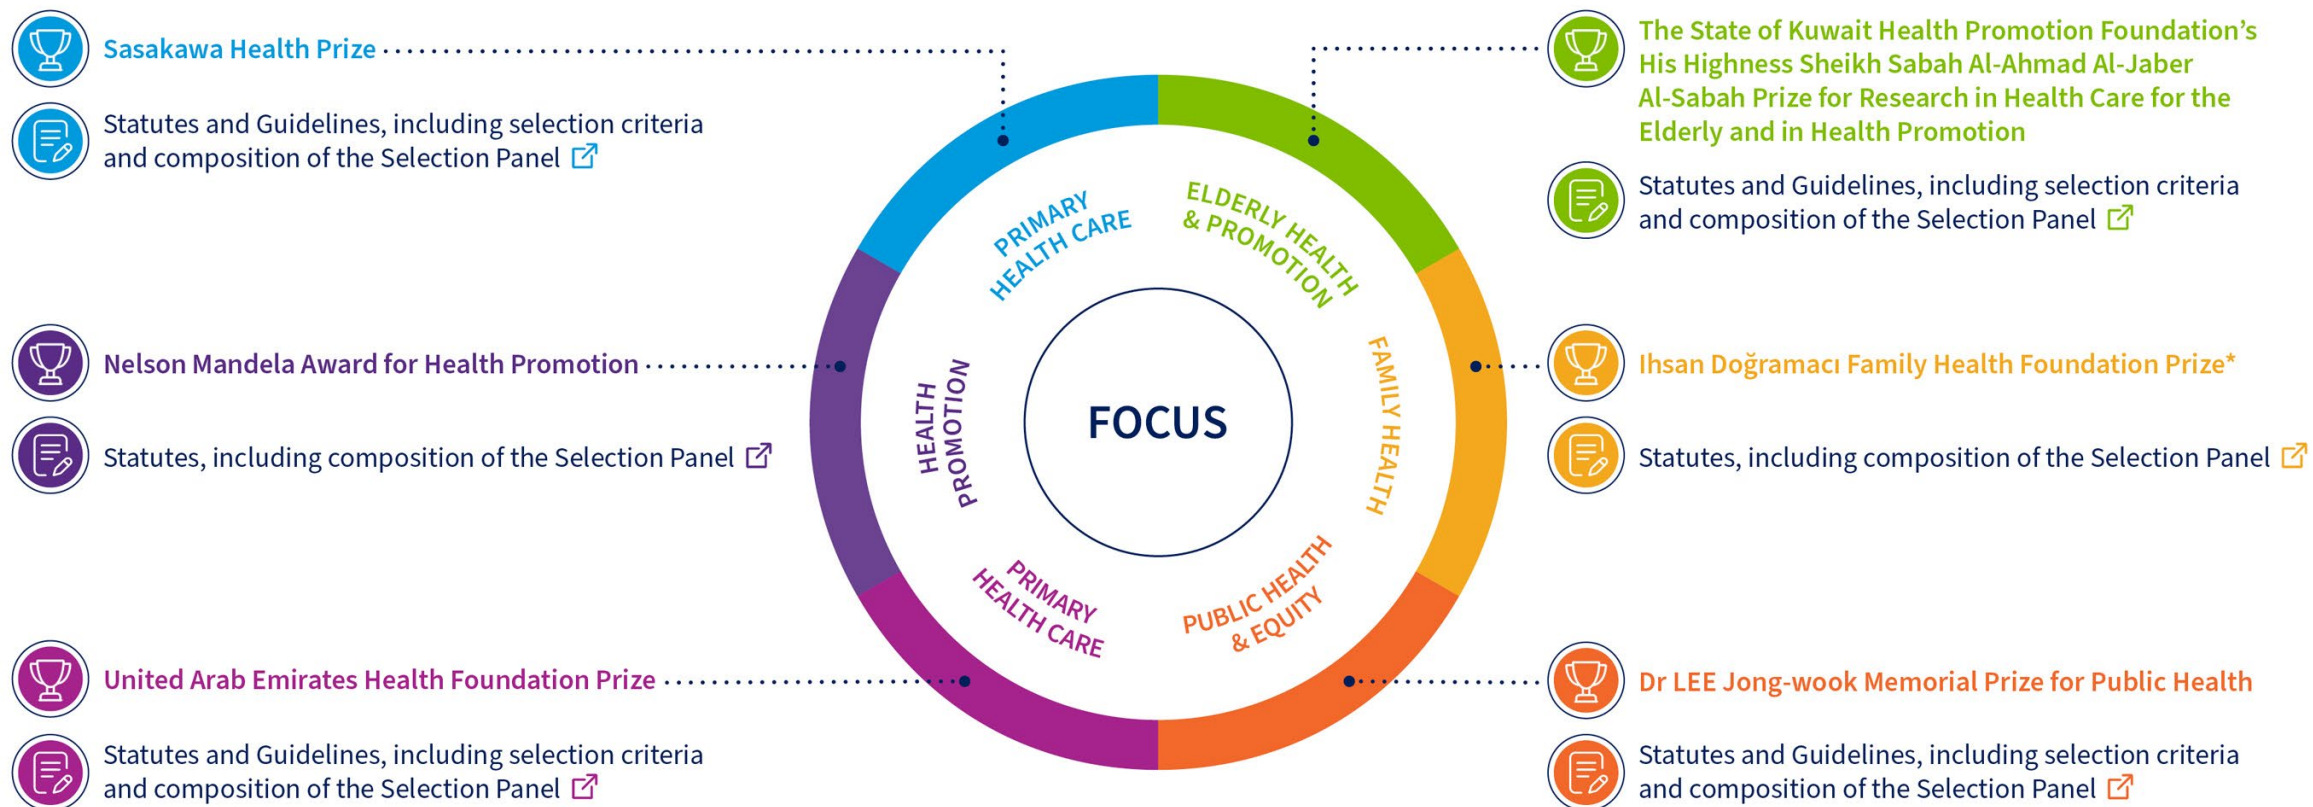 Sasakawa Health Prize
Statutes and Guidelines, including selection criteria
and composition of the Selection Panel
Nelson Mandela Award for Health Promotion
Statutes, including composition of the Selection Panel
United Arab Emirates Health Foundation Prize
Statutes and Guidelines, including selection criteria
and composition of the Selection Panel
PRIMARY
HEALTH CARE
ELDERLY HEALTH
& PROMOTION
HEALTH
PROMOTION
FOCUS
FAMILY HEALTH
PRIMARY
HEALTH CARE
PUBLIC HEALTH
& EQUITY
The State of Kuwait Health Promotion Foundation’s
His Highness Sheikh Sabah Al-Ahmad Al-Jaber
Al-Sabah Prize for Research in Health Care for the
Elderly and in Health Promotion
Statutes and Guidelines, including selection criteria
and composition of the Selection Panel
Ihsan Doğramacı Family Health Foundation Prize*
Statutes, including composition of the Selection Panel
Dr LEE Jong-wook Memorial Prize for Public Health
Statutes and Guidelines, including selection criteria
and composition of the Selection Panel